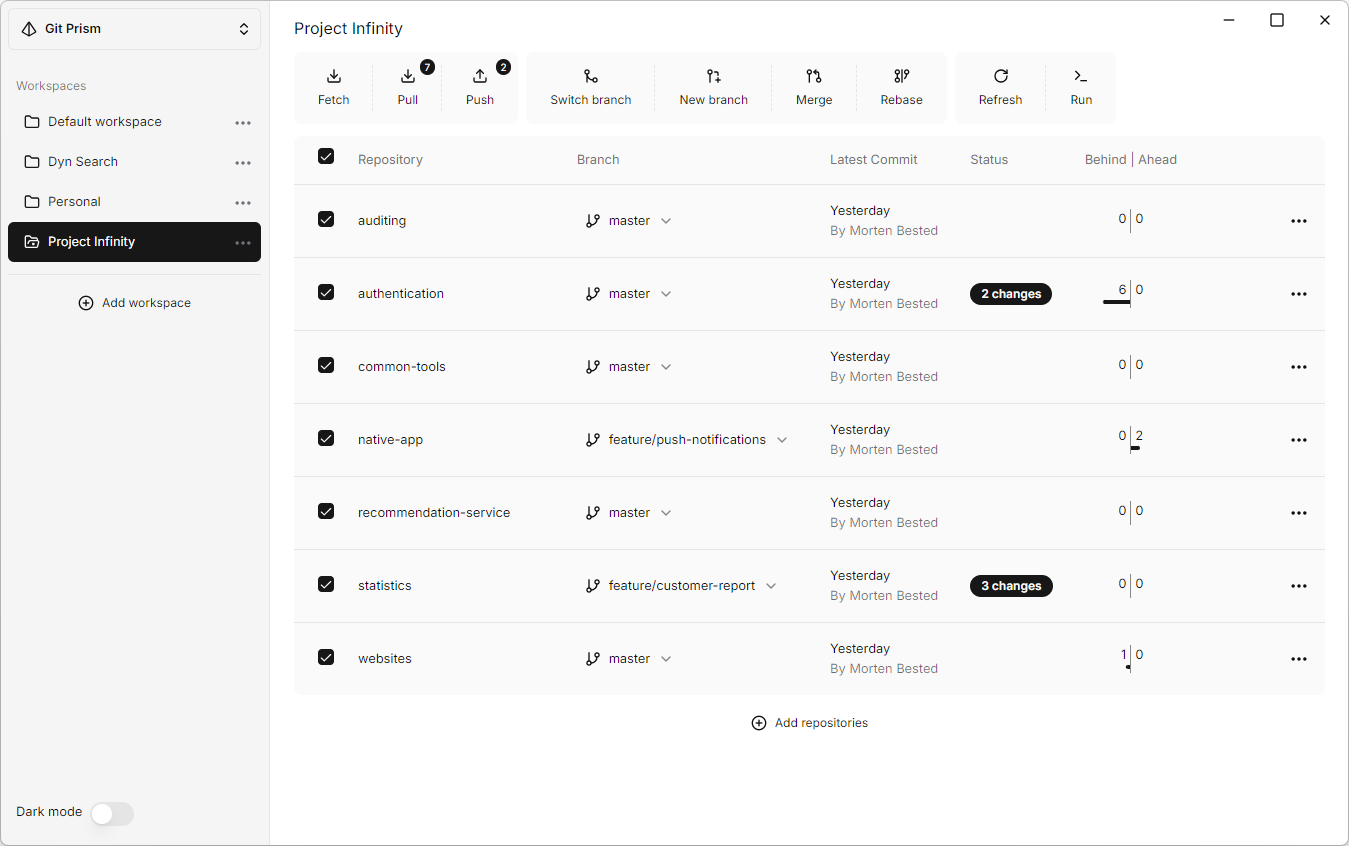 Git Prism
Workspaces
Default workspace
Dyn Search
Personal
Project Infinity
Add workspace
Dark mode
Project Infinity
Fetch
Pull 7
Push 2
Switch branch
New branch
Merge
Rebase
Refresh
Run
Repository Branch Latest Commit Status Behind | Ahead
auditing master Yesterday 0 0
By Morten Bested
authentication master Yesterday 2 changes 6 0
By Morten Bested
common-tools master Yesterday 0 0
By Morten Bested
native-app feature/push-notifications Yesterday 0 2
By Morten Bested
recommendation-service master Yesterday 0 0
By Morten Bested
statistics feature/customer-report Yesterday 3 changes 0 0
By Morten Bested
websites master Yesterday 1 0
By Morten Bested
Add repositories